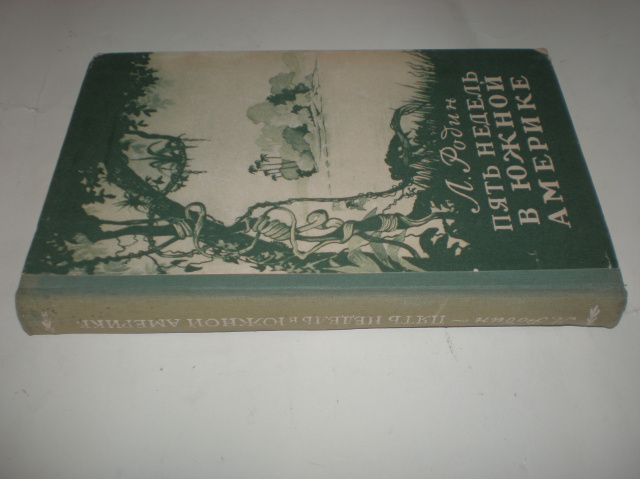 Л. Родин
ПЯТЬ НЕДЕЛЬ
В ЮЖНОЙ
АМЕРИКЕ
Л. Родин — ПЯТЬ НЕДЕЛЬ В ЮЖНОЙ АМЕРИКЕ